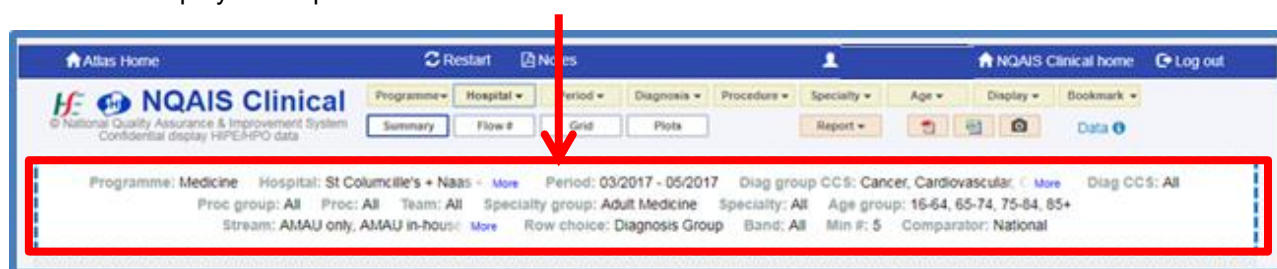 Atlas Home Restart Notes NQAIS Clinical home Log out
NQAIS Clinical
© National Quality Assurance & Improvement System
Confidential display HIPE/HPO data
Programme Hospital Period Diagnosis Procedure Specialty Age Display Bookmark
Summary Flow # Grid Plots Report Data
Programme: Medicine Hospital: St Columcille's + Naas + More Period: 03/2017 - 05/2017 Diag group CCS: Cancer, Cardiovascular, More Diag CCS: All
Proc group: All Proc: All Team: All Specialty group: Adult Medicine Specialty: All Age group: 16-64, 65-74, 75-84, 85+
Stream: AMAU only, AMAU in-house More Row choice: Diagnosis Group Band: All Min #: 5 Comparator: National